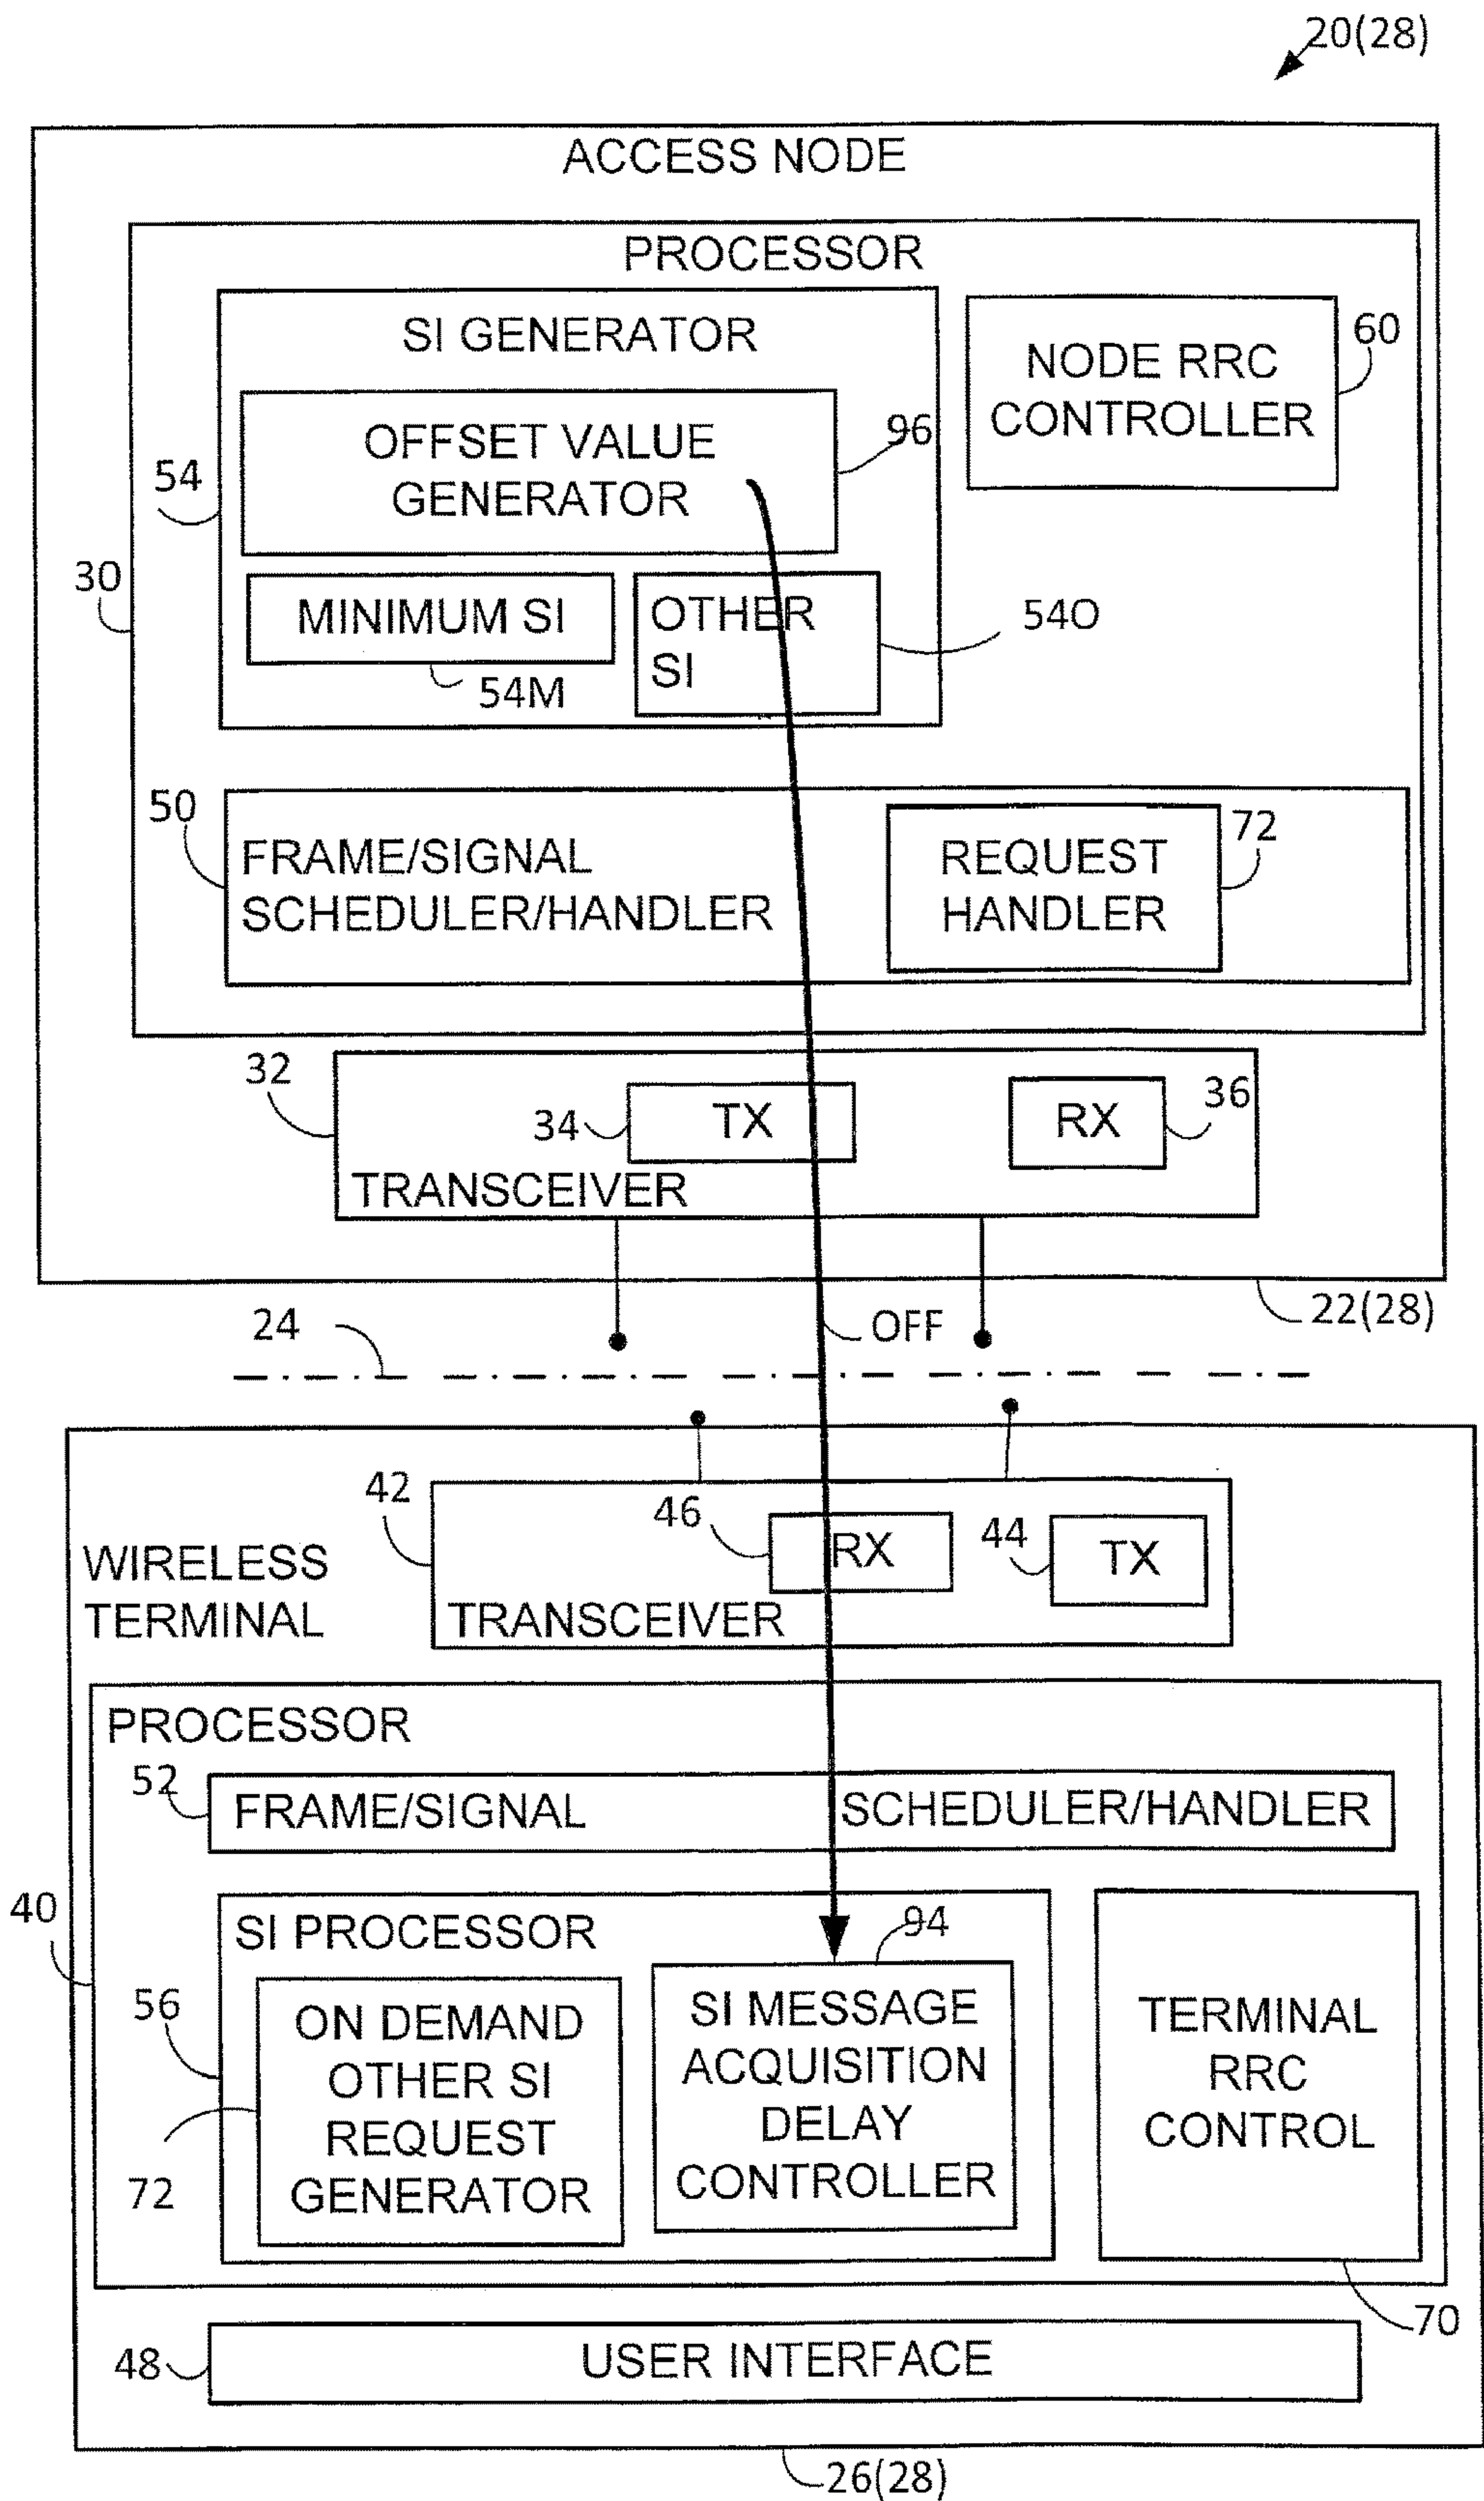 20(28)
ACCESS NODE
PROCESSOR
SI GENERATOR
NODE RRC
CONTROLLER
60
OFFSET VALUE
GENERATOR
96
54
30
MINIMUM SI
54M
OTHER
SI
54O
50
FRAME/SIGNAL
SCHEDULER/HANDLER
REQUEST
HANDLER
72
32
34
TX
RX
36
TRANSCEIVER
22(28)
OFF
24
42
46
RX
44
TX
WIRELESS
TERMINAL
TRANSCEIVER
PROCESSOR
52
FRAME/SIGNAL SCHEDULER/HANDLER
40
SI PROCESSOR
94
56
ON DEMAND
OTHER SI
REQUEST
GENERATOR
72
SI MESSAGE
ACQUISITION
DELAY
CONTROLLER
TERMINAL
RRC
CONTROL
70
48
USER INTERFACE
26(28)